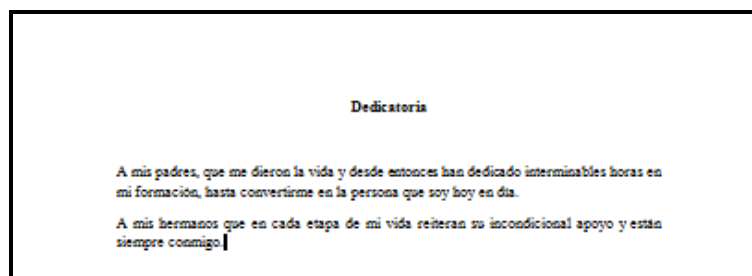 Dedicatoria
A mis padres, que me dieron la vida y desde entonces han dedicado interminables horas en
mi formación, hasta convertirme en la persona que soy hoy en día.
A mis hermanos que en cada etapa de mi vida reiteran su incondicional apoyo y están
siempre conmigo.